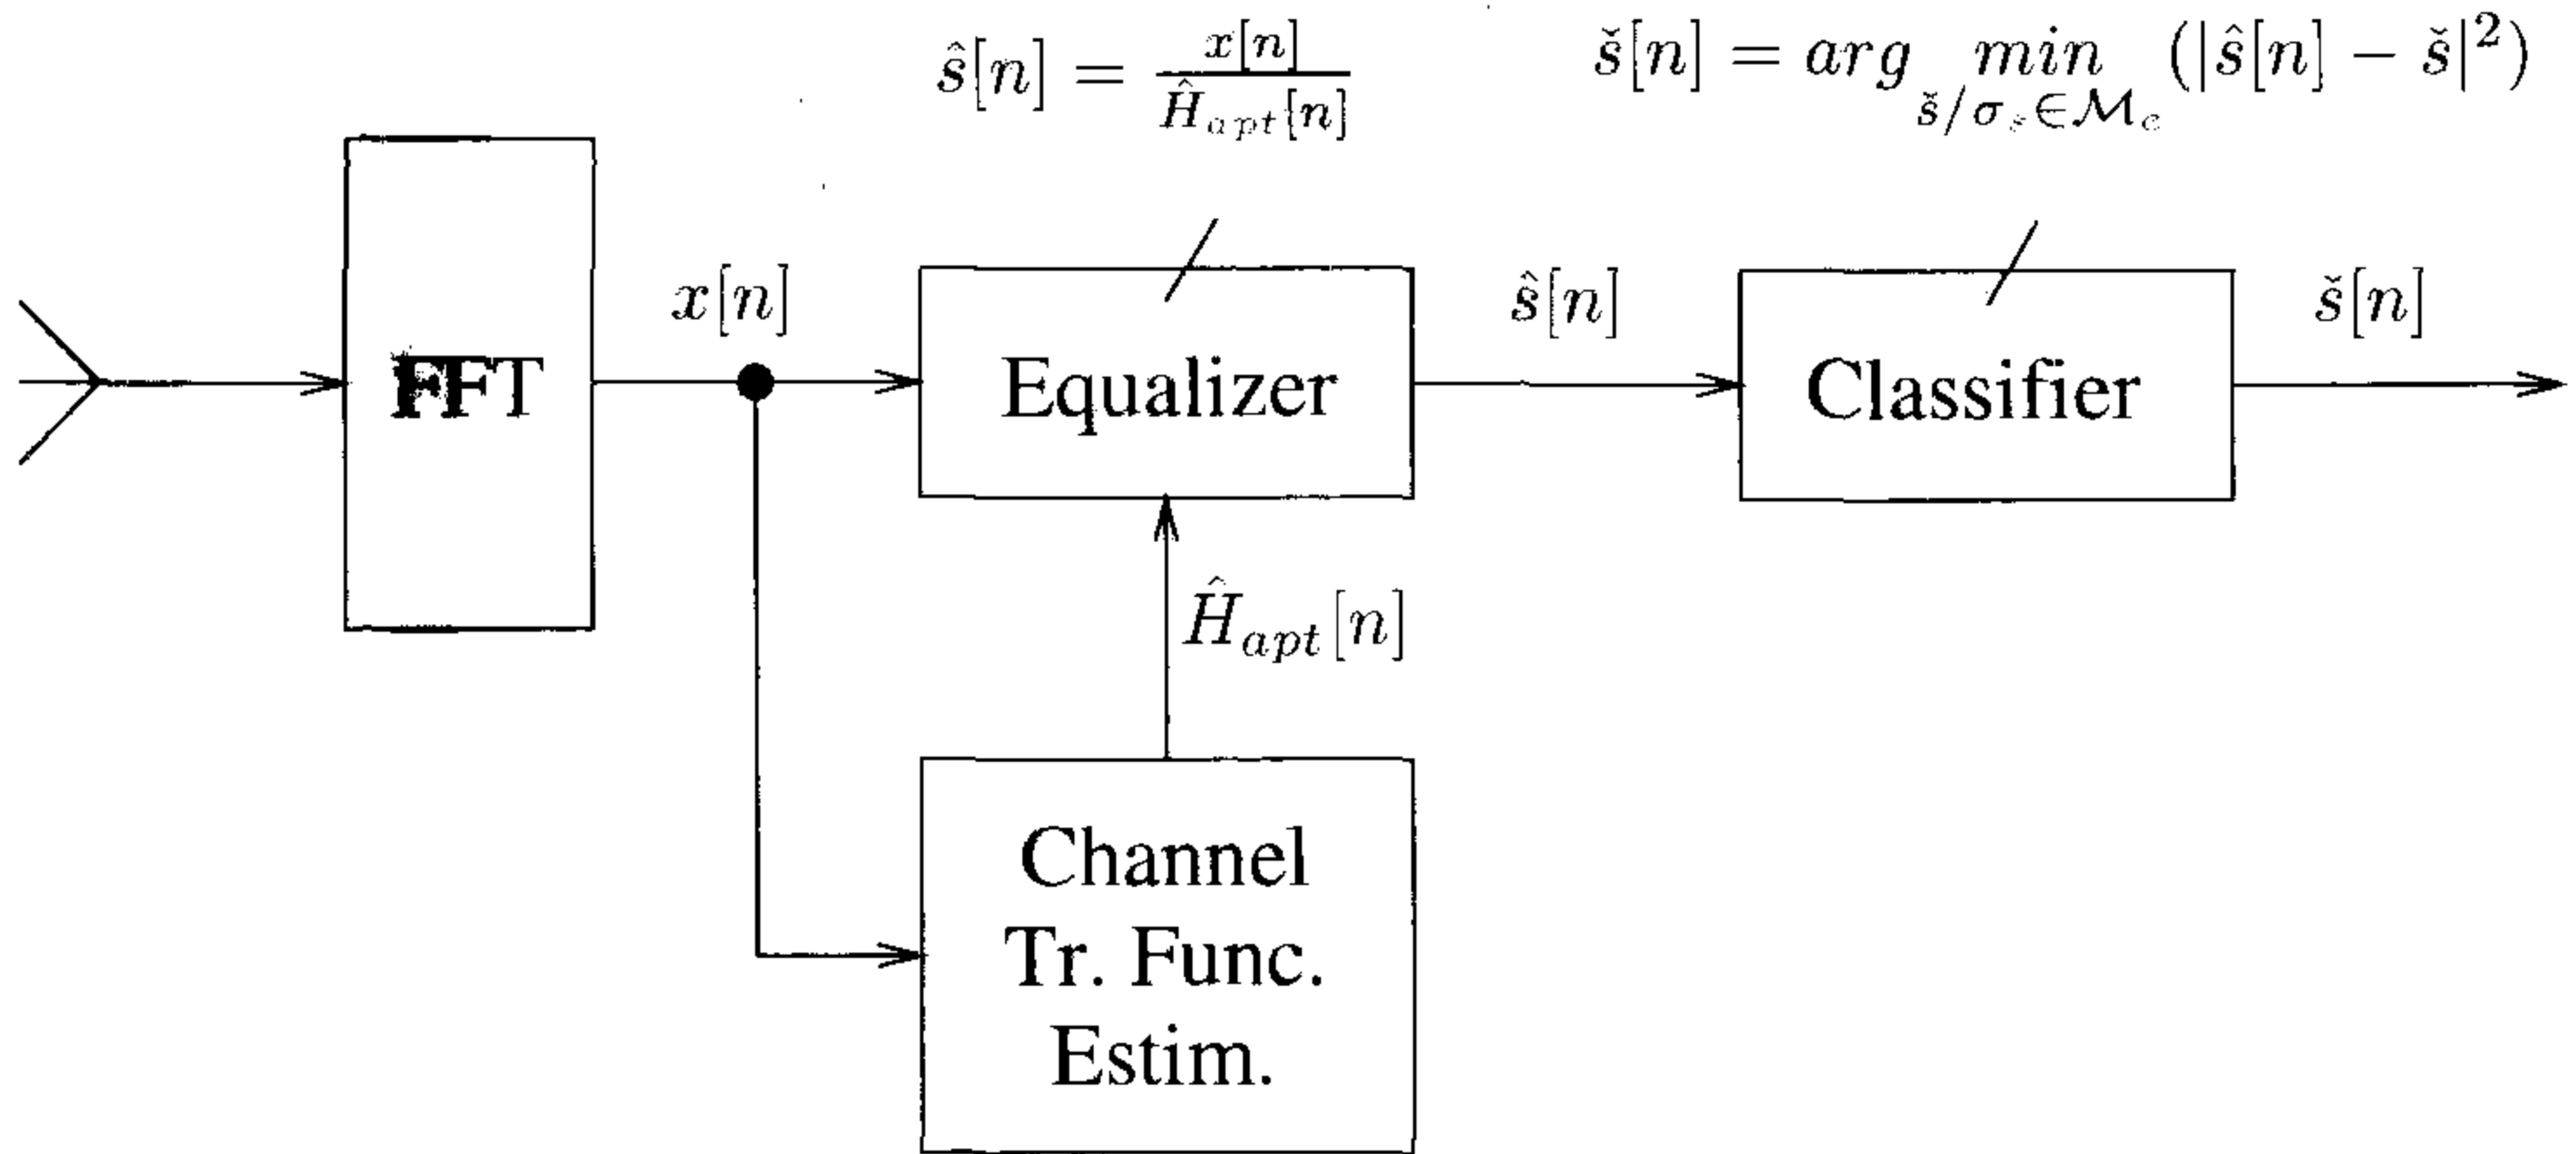 ŝ[n] = x[n] / Ĥ_apt[n]
š[n] = arg min_{š/σ_s ∈ M_c} (|ŝ[n] − š|²)
FFT
x[n]
Equalizer
ŝ[n]
Classifier
š[n]
Ĥ_apt[n]
Channel
Tr. Func.
Estim.